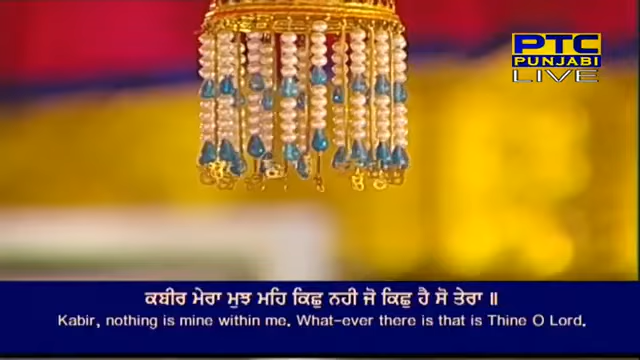 PTC
PUNJABI
LIVE
ਕਬੀਰ ਮੇਰਾ ਮੁਝ ਮਹਿ ਕਿਛੁ ਨਹੀ ਜੋ ਕਿਛੁ ਹੈ ਸੋ ਤੇਰਾ ॥
Kabir, nothing is mine within me. What-ever there is that is Thine O Lord.